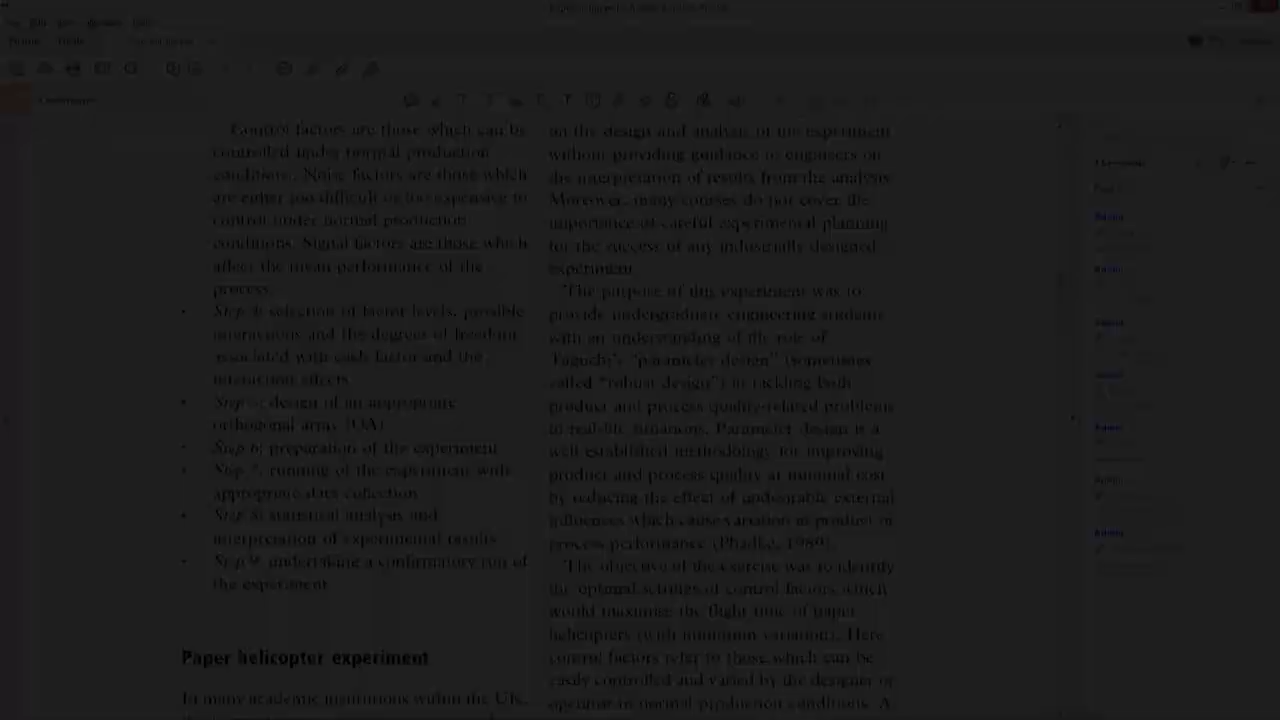 Control factors are those which can be
controlled under normal production
conditions. Noise factors are those which
are either too difficult or too expensive to
control under normal production
conditions. Signal factors are those which
affect the mean performance of the
process.
• Step 4: selection of factor levels, possible
interactions and the degrees of freedom
associated with each factor and the
interaction effects.
• Step 5: design of an appropriate
orthogonal array (OA).
• Step 6: preparation of the experiment.
• Step 7: running of the experiment with
appropriate data collection.
• Step 8: statistical analysis and
interpretation of experimental results.
• Step 9: undertaking a confirmatory run of
the experiment.
Paper helicopter experiment
In many academic institutions within the UK,
on the design and analysis of the experiment
without providing guidance to engineers on
the interpretation of results from the analysis.
Moreover, many courses do not cover the
importance of careful experimental planning
for the success of any industrially designed
experiment.
The purpose of this experiment was to
provide undergraduate engineering students
with an understanding of the role of
Taguchi's "parameter design" (sometimes
called "robust design") in tackling both
product and process quality-related problems
in real-life situations. Parameter design is a
well established methodology for improving
product and process quality at minimal cost
by reducing the effect of undesirable external
influences which cause variation in product or
process performance (Phadke, 1989).
The objective of the exercise was to identify
the optimal settings of control factors which
would maximise the flight time of paper
helicopters (with minimum variation). Here
control factors refer to those which can be
easily controlled and varied by the designer or
operator in normal production conditions. A